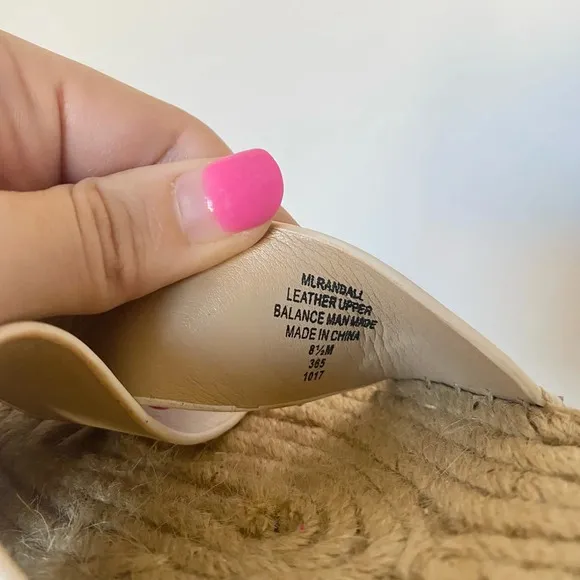 MLRANDALL
LEATHER UPPER
BALANCE MAN MADE
MADE IN CHINA
8½M
365
1017